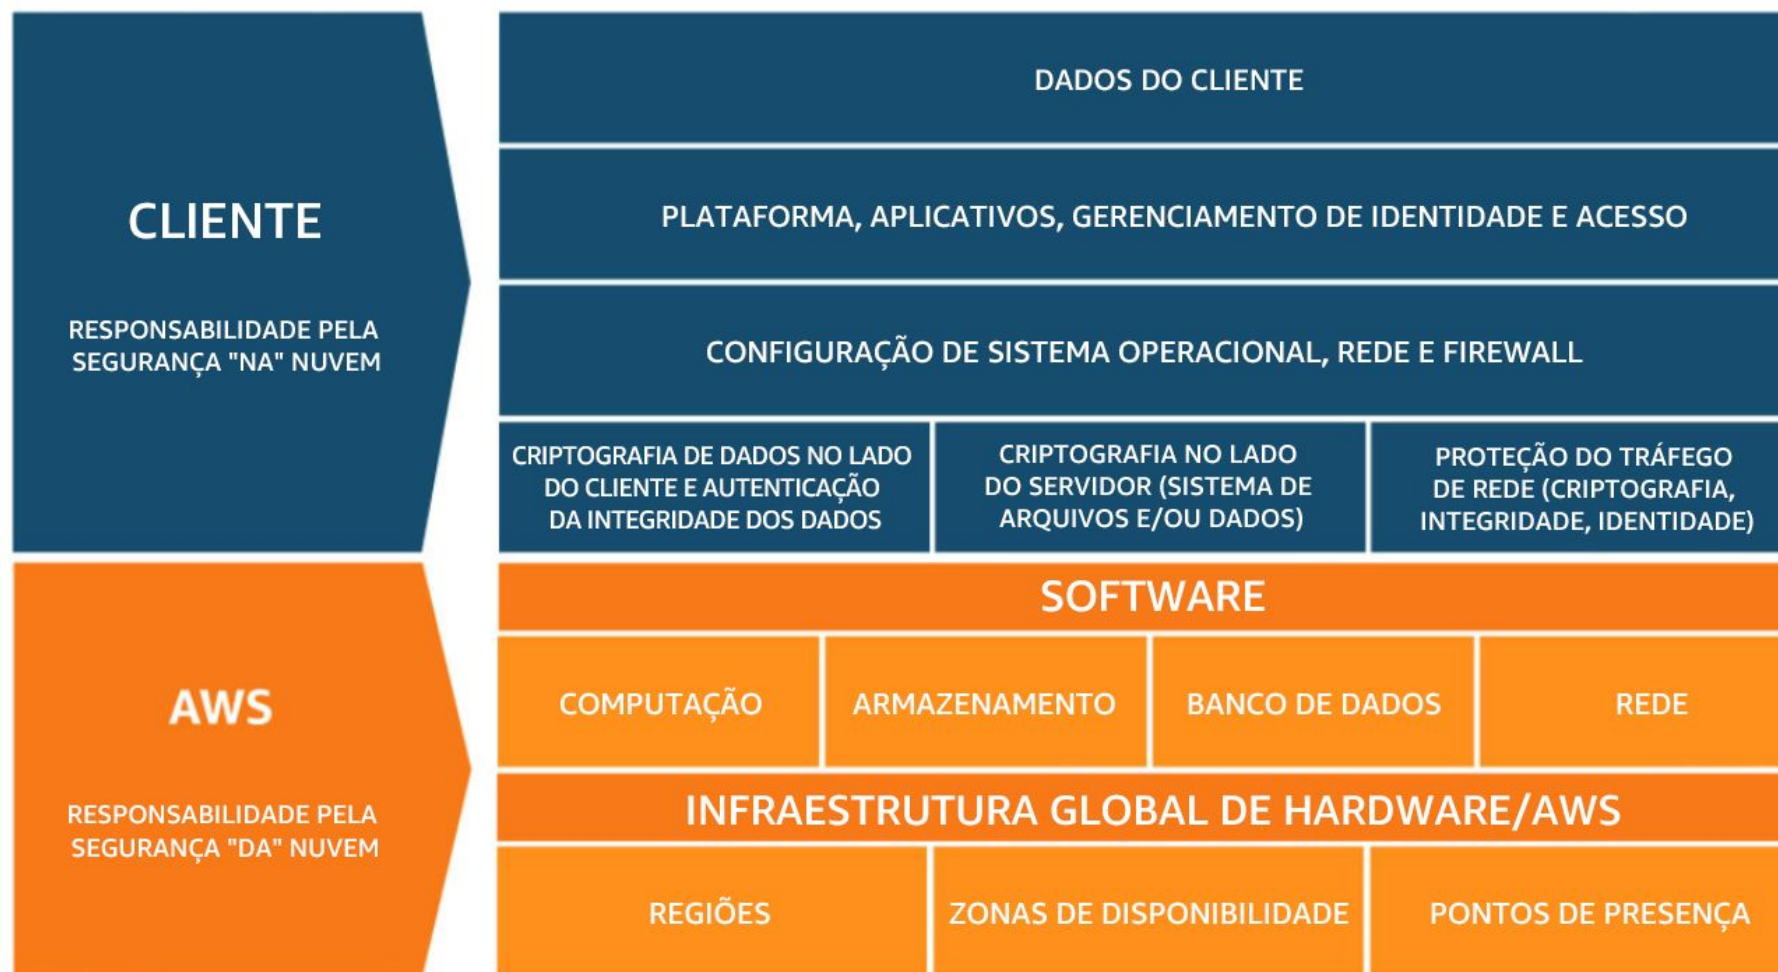 CLIENTE
RESPONSABILIDADE PELA
SEGURANÇA "NA" NUVEM
DADOS DO CLIENTE
PLATAFORMA, APLICATIVOS, GERENCIAMENTO DE IDENTIDADE E ACESSO
CONFIGURAÇÃO DE SISTEMA OPERACIONAL, REDE E FIREWALL
CRIPTOGRAFIA DE DADOS NO LADO
DO CLIENTE E AUTENTICAÇÃO
DA INTEGRIDADE DOS DADOS
CRIPTOGRAFIA NO LADO
DO SERVIDOR (SISTEMA DE
ARQUIVOS E/OU DADOS)
PROTEÇÃO DO TRÁFEGO
DE REDE (CRIPTOGRAFIA,
INTEGRIDADE, IDENTIDADE)
AWS
RESPONSABILIDADE PELA
SEGURANÇA "DA" NUVEM
SOFTWARE
COMPUTAÇÃO
ARMAZENAMENTO
BANCO DE DADOS
REDE
INFRAESTRUTURA GLOBAL DE HARDWARE/AWS
REGIÕES
ZONAS DE DISPONIBILIDADE
PONTOS DE PRESENÇA